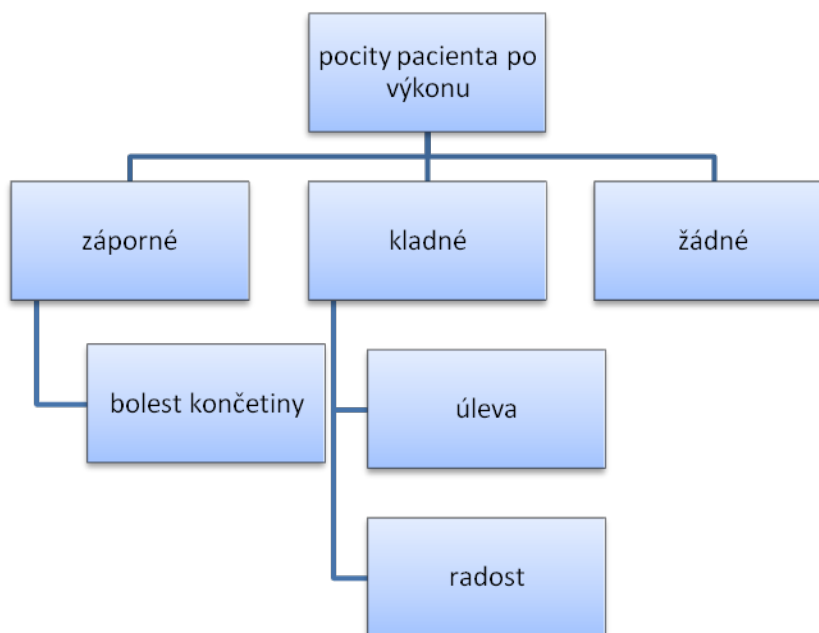 pocity pacienta po
výkonu
záporné
kladné
žádné
bolest končetiny
úleva
radost